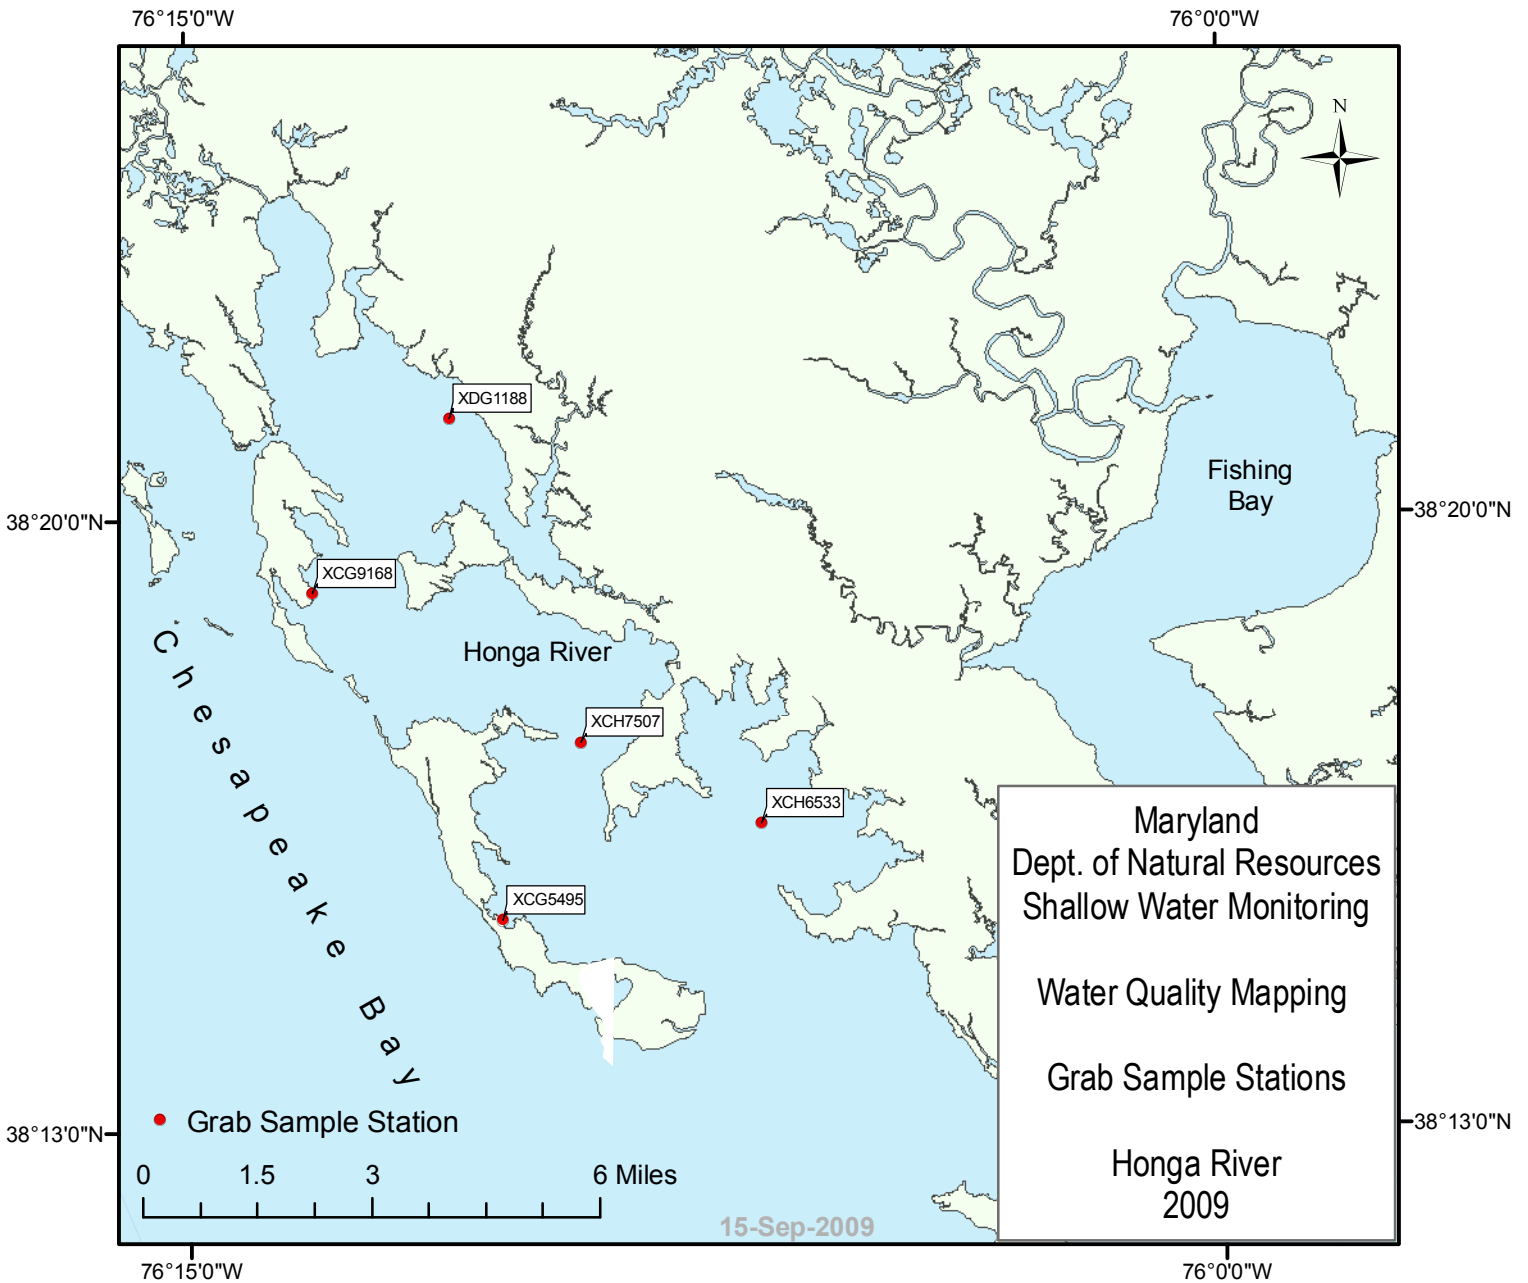 76°15'0"W
76°0'0"W
N
XDG1188
Fishing
Bay
38°20'0"N
38°20'0"N
XCG9168
Honga River
Chesapeake Bay
XCH7507
XCH6533
XCG5495
Maryland
Dept. of Natural Resources
Shallow Water Monitoring
Water Quality Mapping
Grab Sample Stations
Honga River
2009
Grab Sample Station
38°13'0"N
38°13'0"N
0 1.5 3 6 Miles
15-Sep-2009
76°15'0"W
76°0'0"W